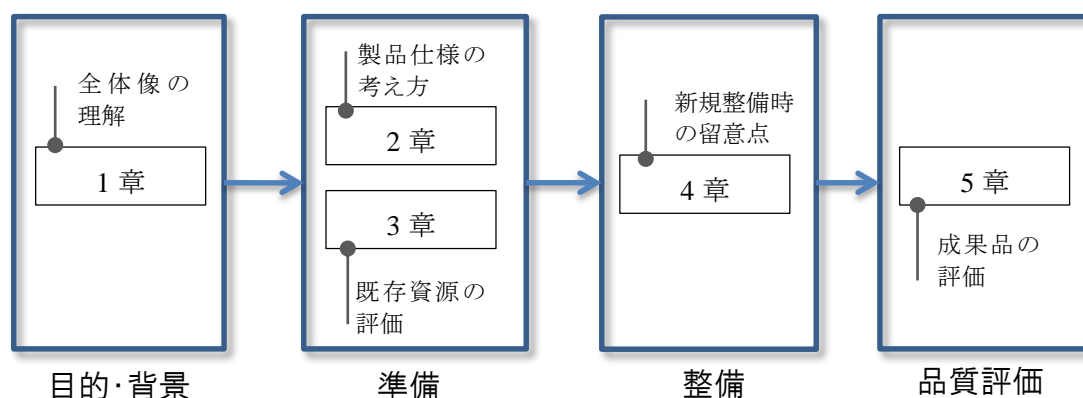 全体像の
理解
1 章
目的・背景
製品仕様の
考え方
2 章
3 章
既存資源の
評価
準備
新規整備時
の留意点
4 章
整備
5 章
成果品の
評価
品質評価